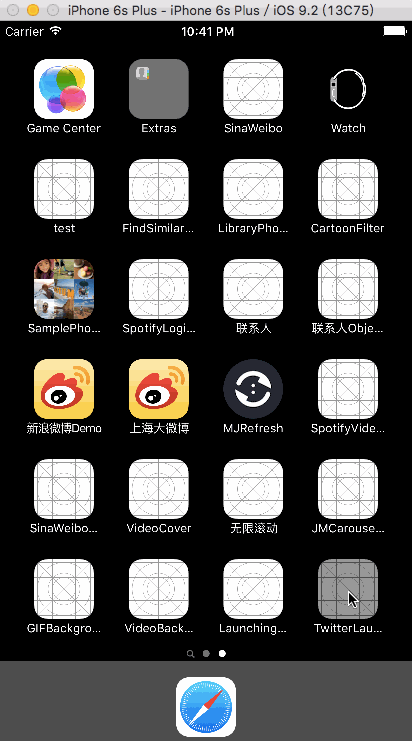 iPhone 6s Plus - iPhone 6s Plus / iOS 9.2 (13C75)
Carrier 10:41 PM
Game Center Extras SinaWeibo Watch
test FindSimilar... LibraryPho... CartoonFilter
SamplePho... SpotifyLogi... 联系人 联系人Obje...
新浪微博Demo 上海大微博 MJRefresh SpotifyVide...
SinaWeibo... VideoCover 无限滚动 JMCarouse...
GIFBackgro... VideoBack... Launching... TwitterLau...